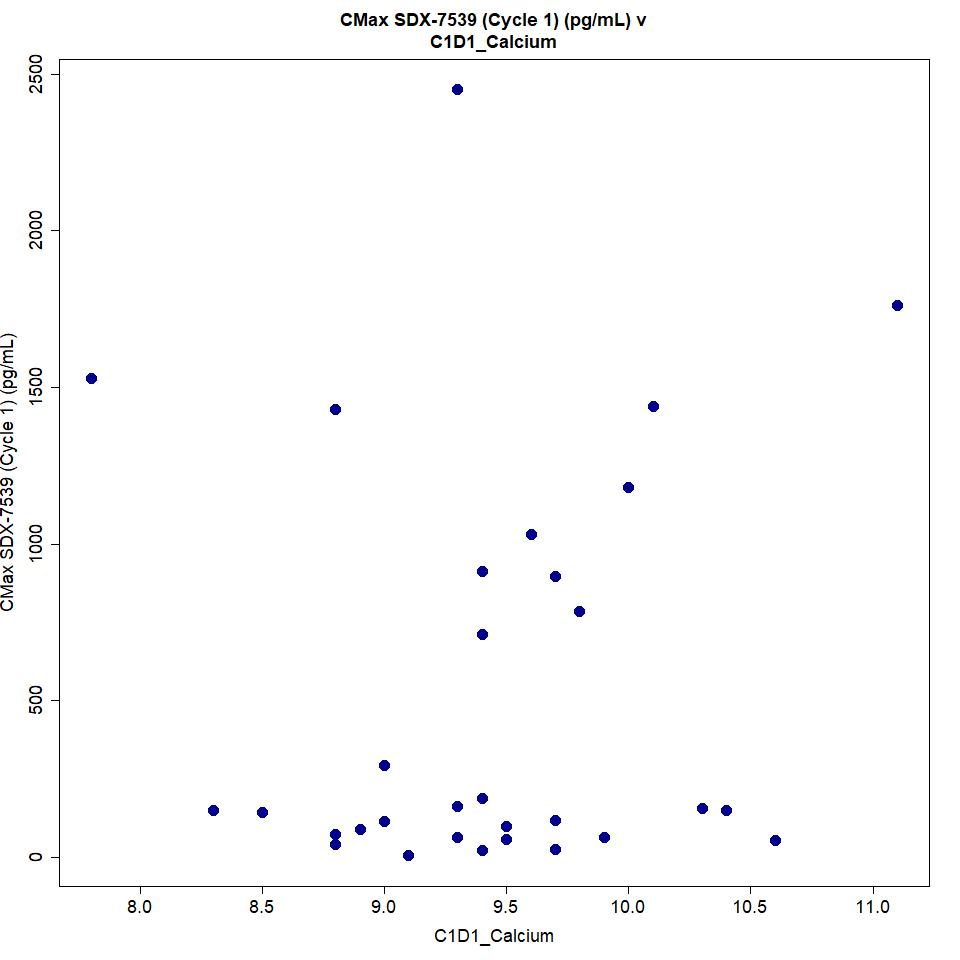 CMax SDX-7539 (Cycle 1) (pg/mL) v
C1D1_Calcium
CMax SDX-7539 (Cycle 1) (pg/mL)
2500
2000
1500
1000
500
0
8.0 8.5 9.0 9.5 10.0 10.5 11.0
C1D1_Calcium